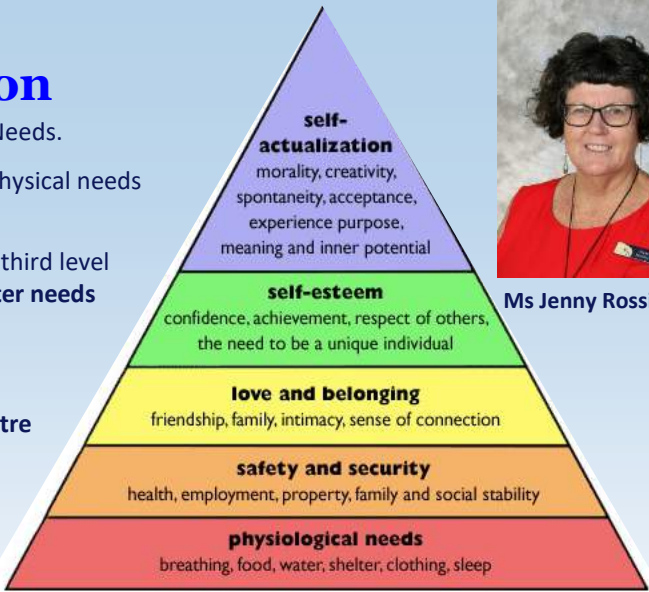 on
Needs.
hysical needs
third level
ter needs
tre
self-
actualization
morality, creativity,
spontaneity, acceptance,
experience purpose,
meaning and inner potential
self-esteem
confidence, achievement, respect of others,
the need to be a unique individual
love and belonging
friendship, family, intimacy, sense of connection
safety and security
health, employment, property, family and social stability
physiological needs
breathing, food, water, shelter, clothing, sleep
Ms Jenny Rossi